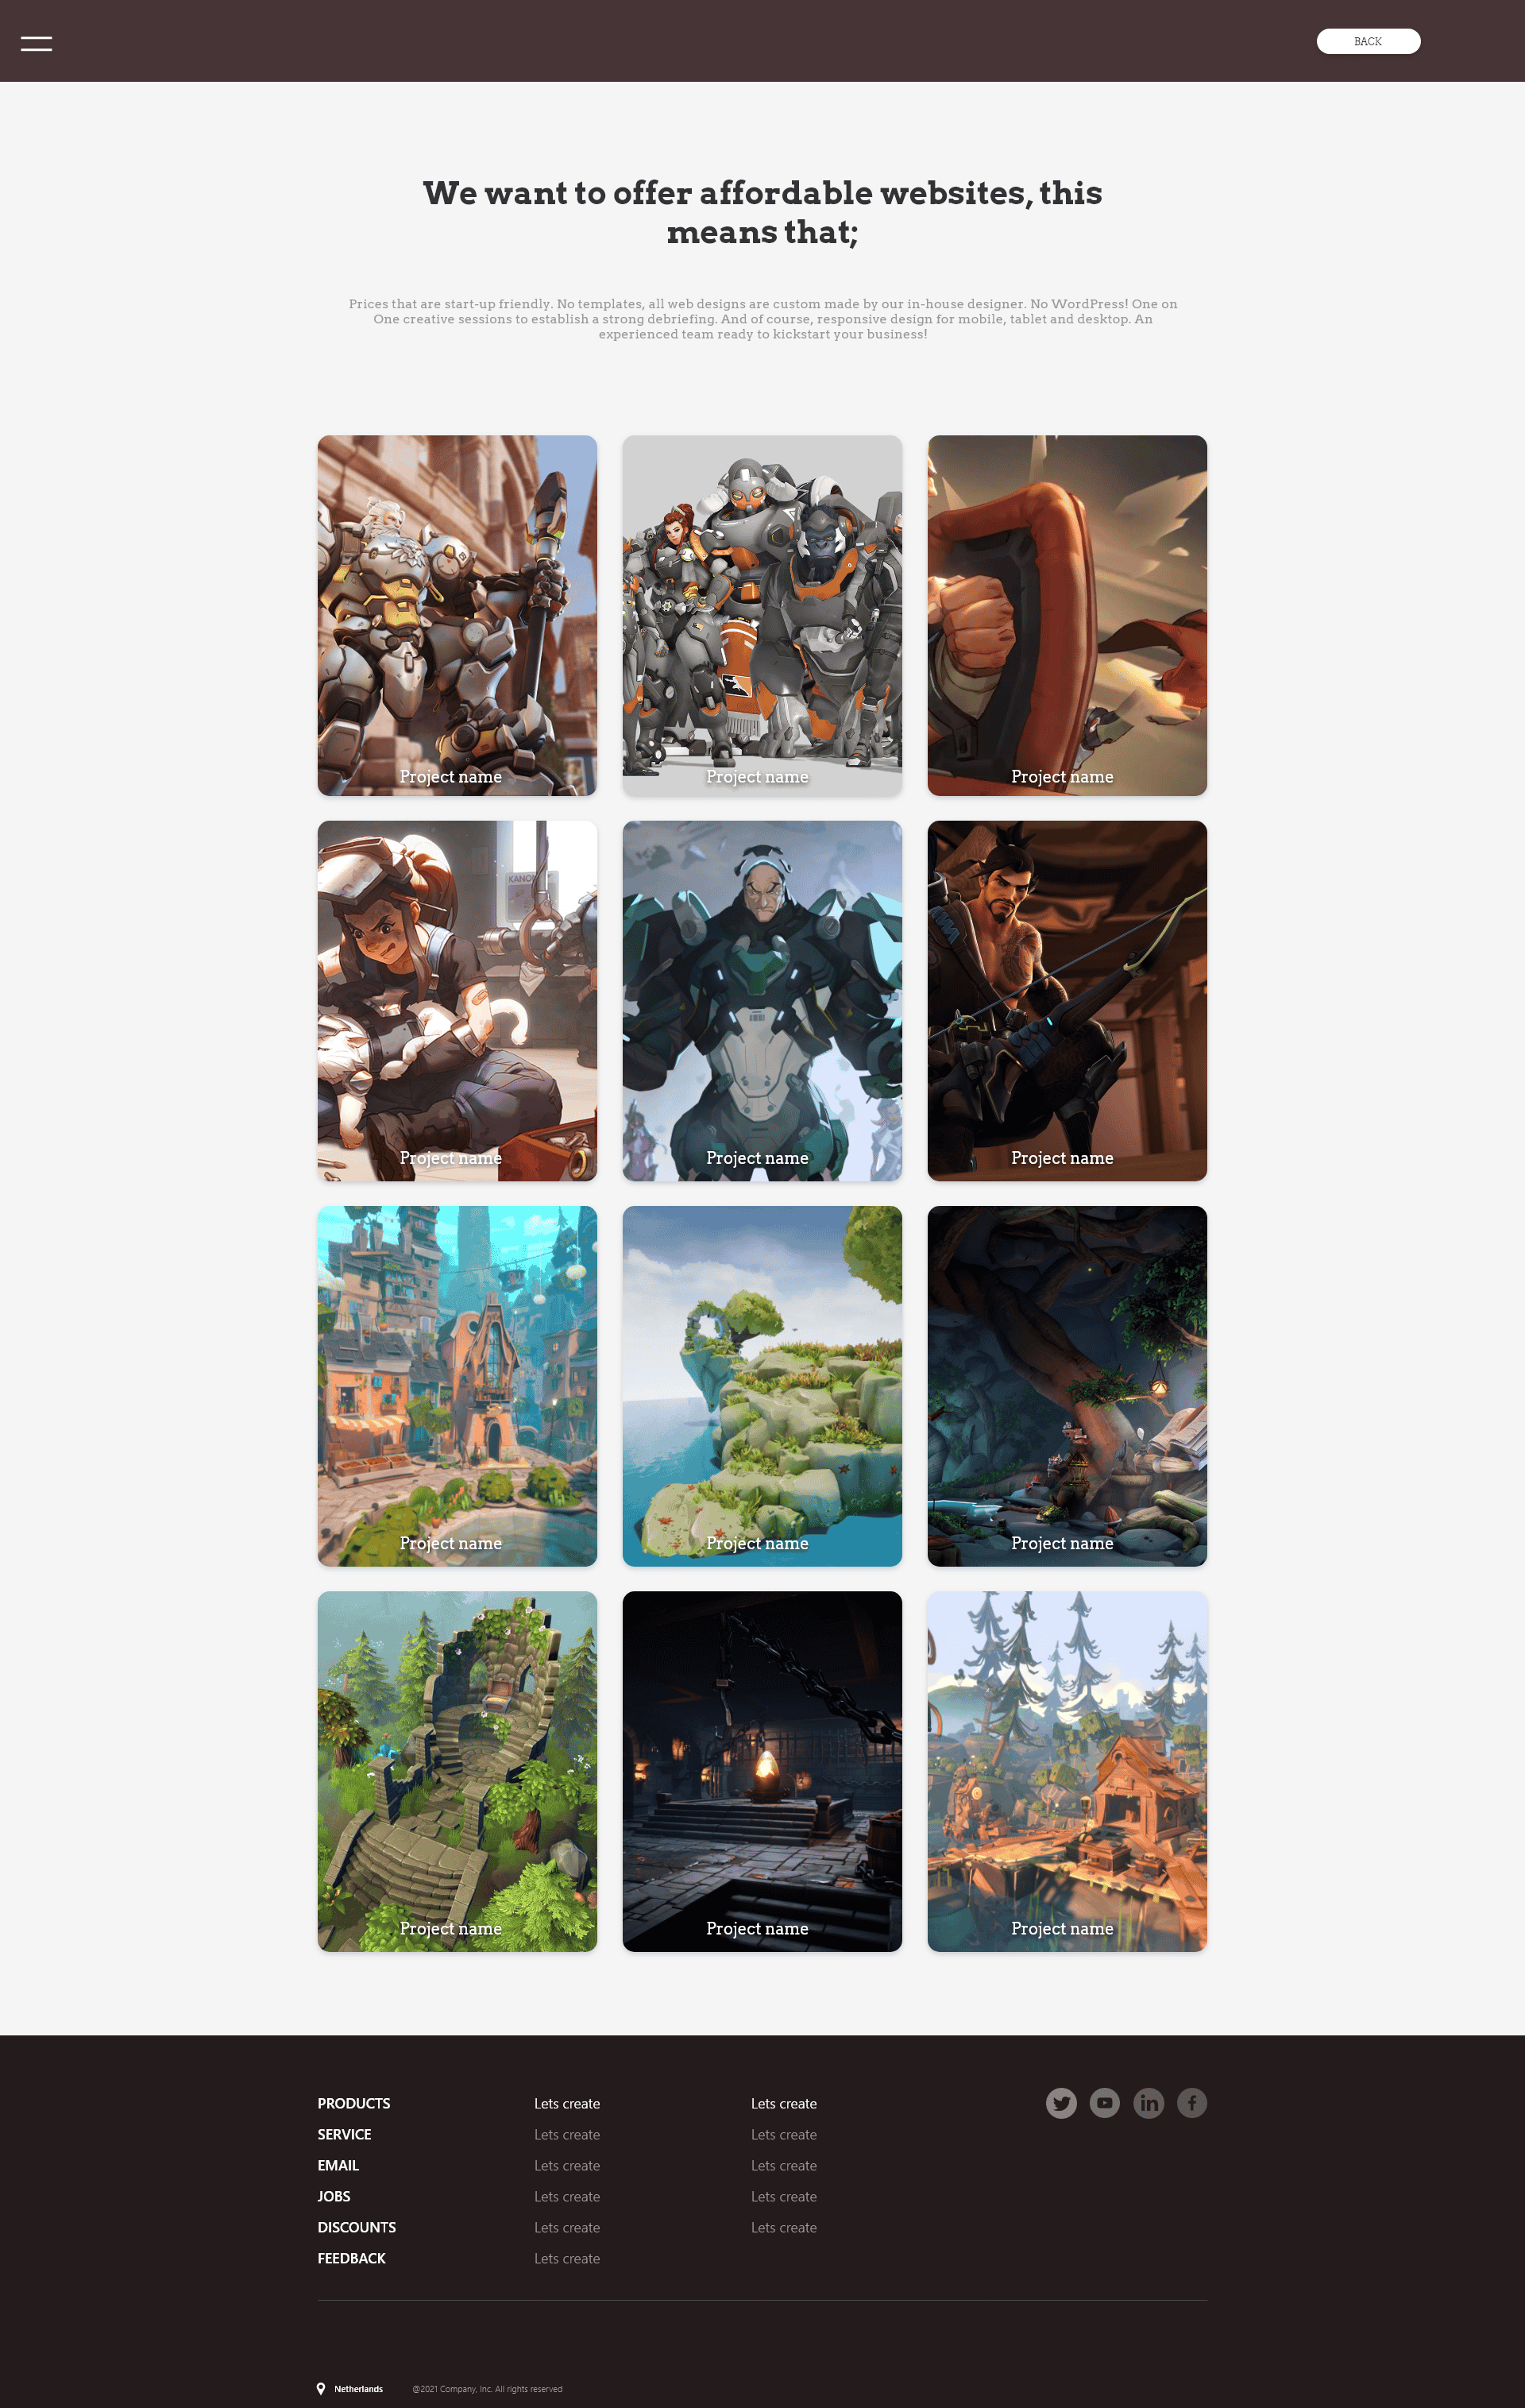 BACK
We want to offer affordable websites, this
means that;
Prices that are start-up friendly. No templates, all web designs are custom made by our in-house designer. No WordPress! One on
One creative sessions to establish a strong debriefing. And of course, responsive design for mobile, tablet and desktop. An
experienced team ready to kickstart your business!
Project name
Project name
Project name
KANO
Project name
Project name
Project name
Project name
Project name
Project name
Project name
Project name
Project name
PRODUCTS
SERVICE
EMAIL
JOBS
DISCOUNTS
FEEDBACK
Lets create
Lets create
Lets create
Lets create
Lets create
Lets create
Lets create
Lets create
Lets create
Lets create
Lets create
in
f
Netherlands
@2021 Company, Inc. All rights reserved